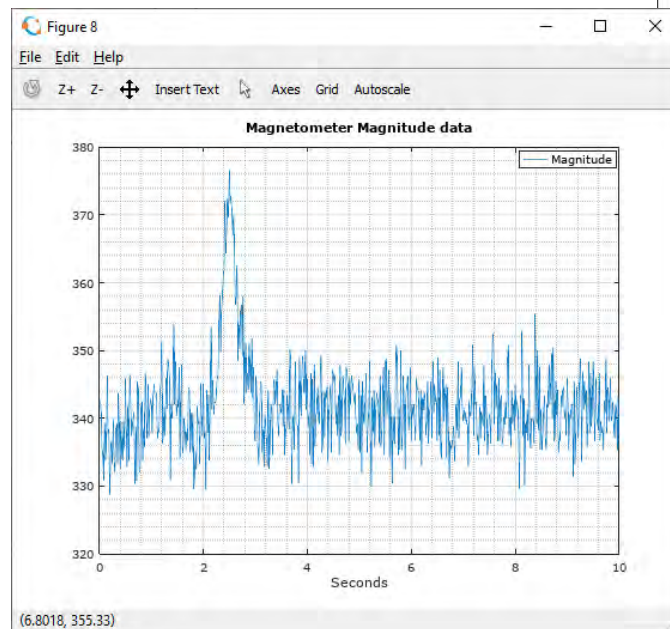 Figure 8
File Edit Help
Z+ Z- Insert Text Axes Grid Autoscale
Magnetometer Magnitude data
Magnitude
380
370
360
350
340
330
320
0 2 4 6 8 10
Seconds
(6.8018, 355.33)